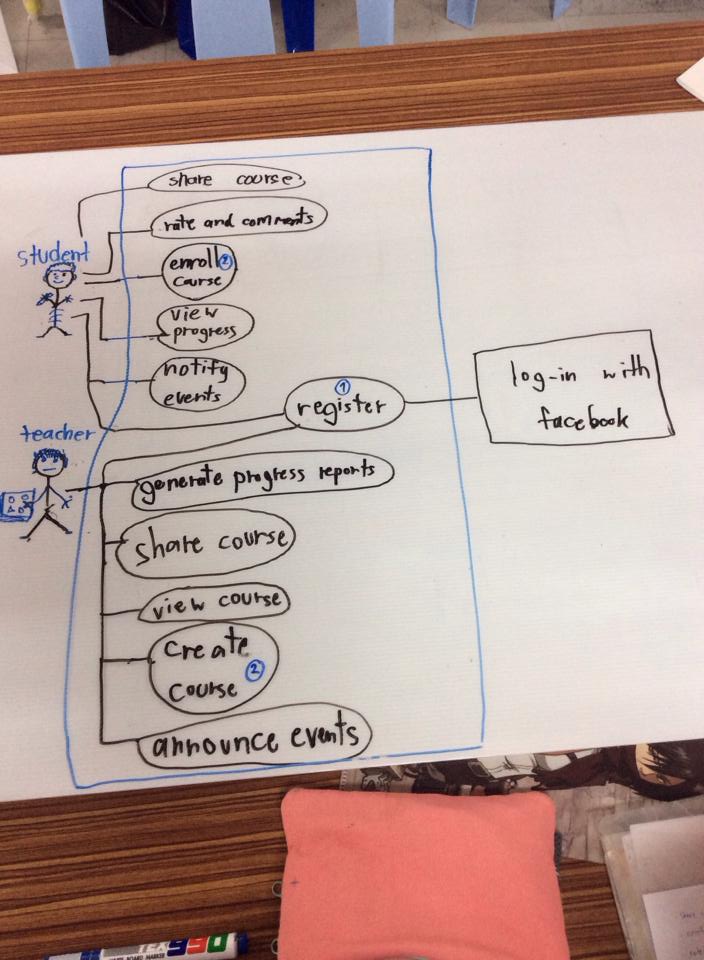 share course
rate and comments
student
enroll 2
course
view
progress
notify
events
1
register
log-in with
facebook
teacher
generate progress reports
share course
view course
create
course 2
announce events